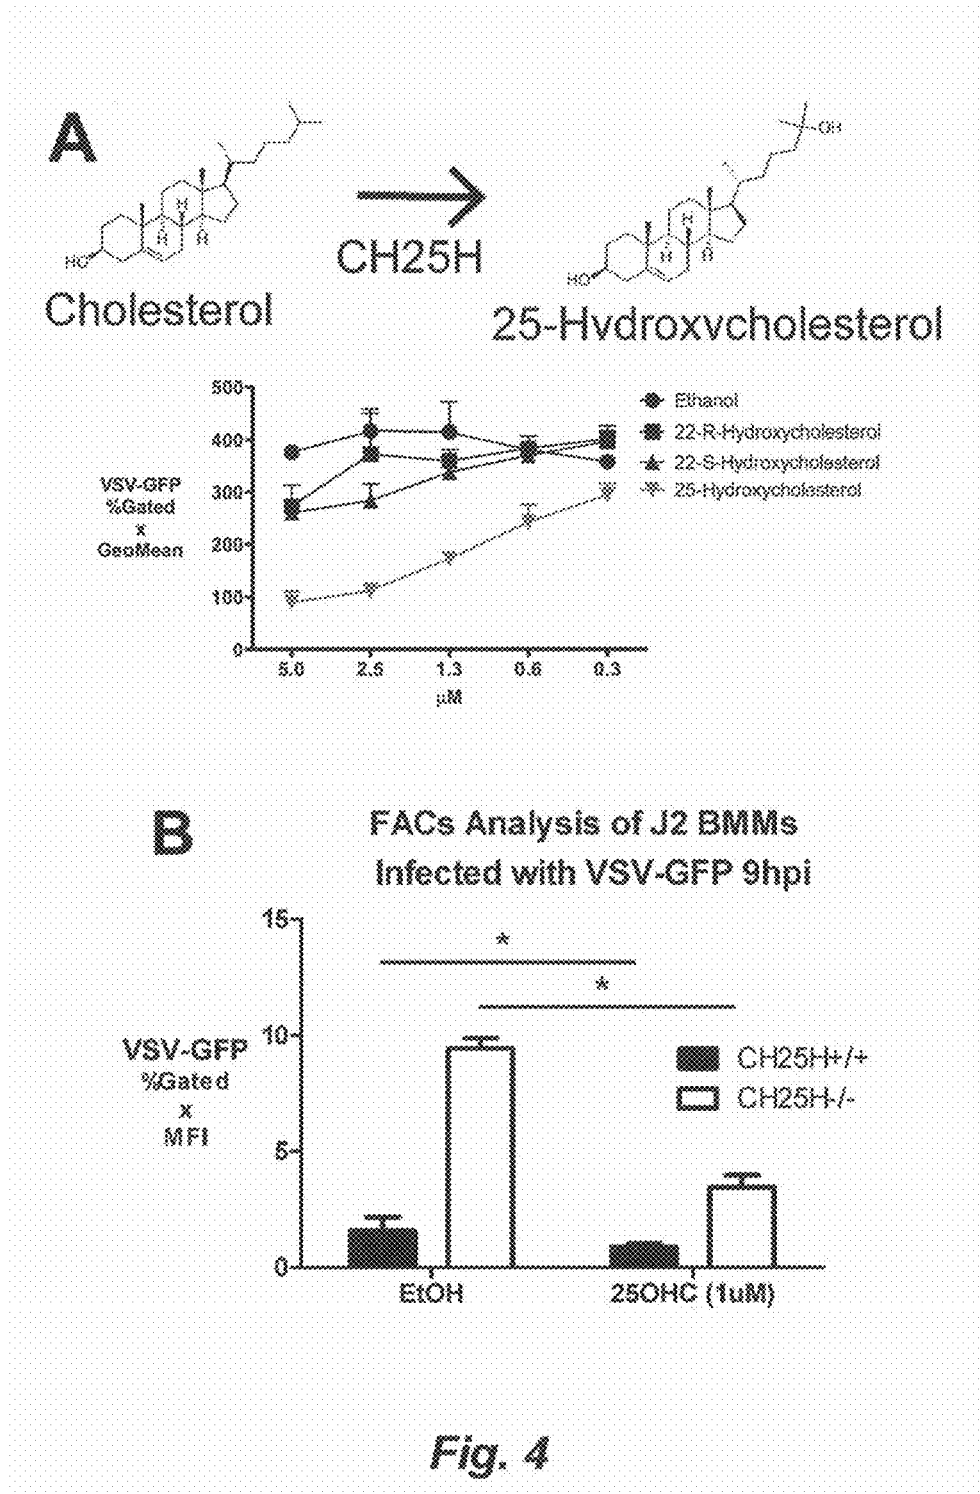 A
OH
H
H
H
HO
H
H
H
HO
CH25H
Cholesterol
25-Hydroxycholesterol
500
400
300
200
100
0
VSV-GFP
%Gated
x
GeoMean
5.0
2.5
1.3
0.6
0.3
µM
Ethanol
22-R-Hydroxycholesterol
22-S-Hydroxycholesterol
25-Hydroxycholesterol
B
FACs Analysis of J2 BMMs
Infected with VSV-GFP 9hpi
15
10
5
0
*
*
VSV-GFP
%Gated
x
MFI
CH25H+/+
CH25H-/-
EtOH
25OHC (1uM)
Fig. 4